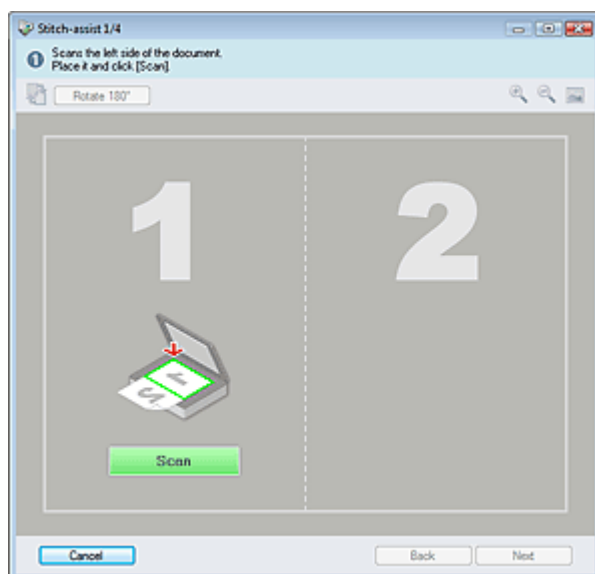 Stitch-assist 1/4
1 Scans the left side of the document.
Place it and click [Scan].
Rotate 180°
1 2
Scan
Cancel Back Next